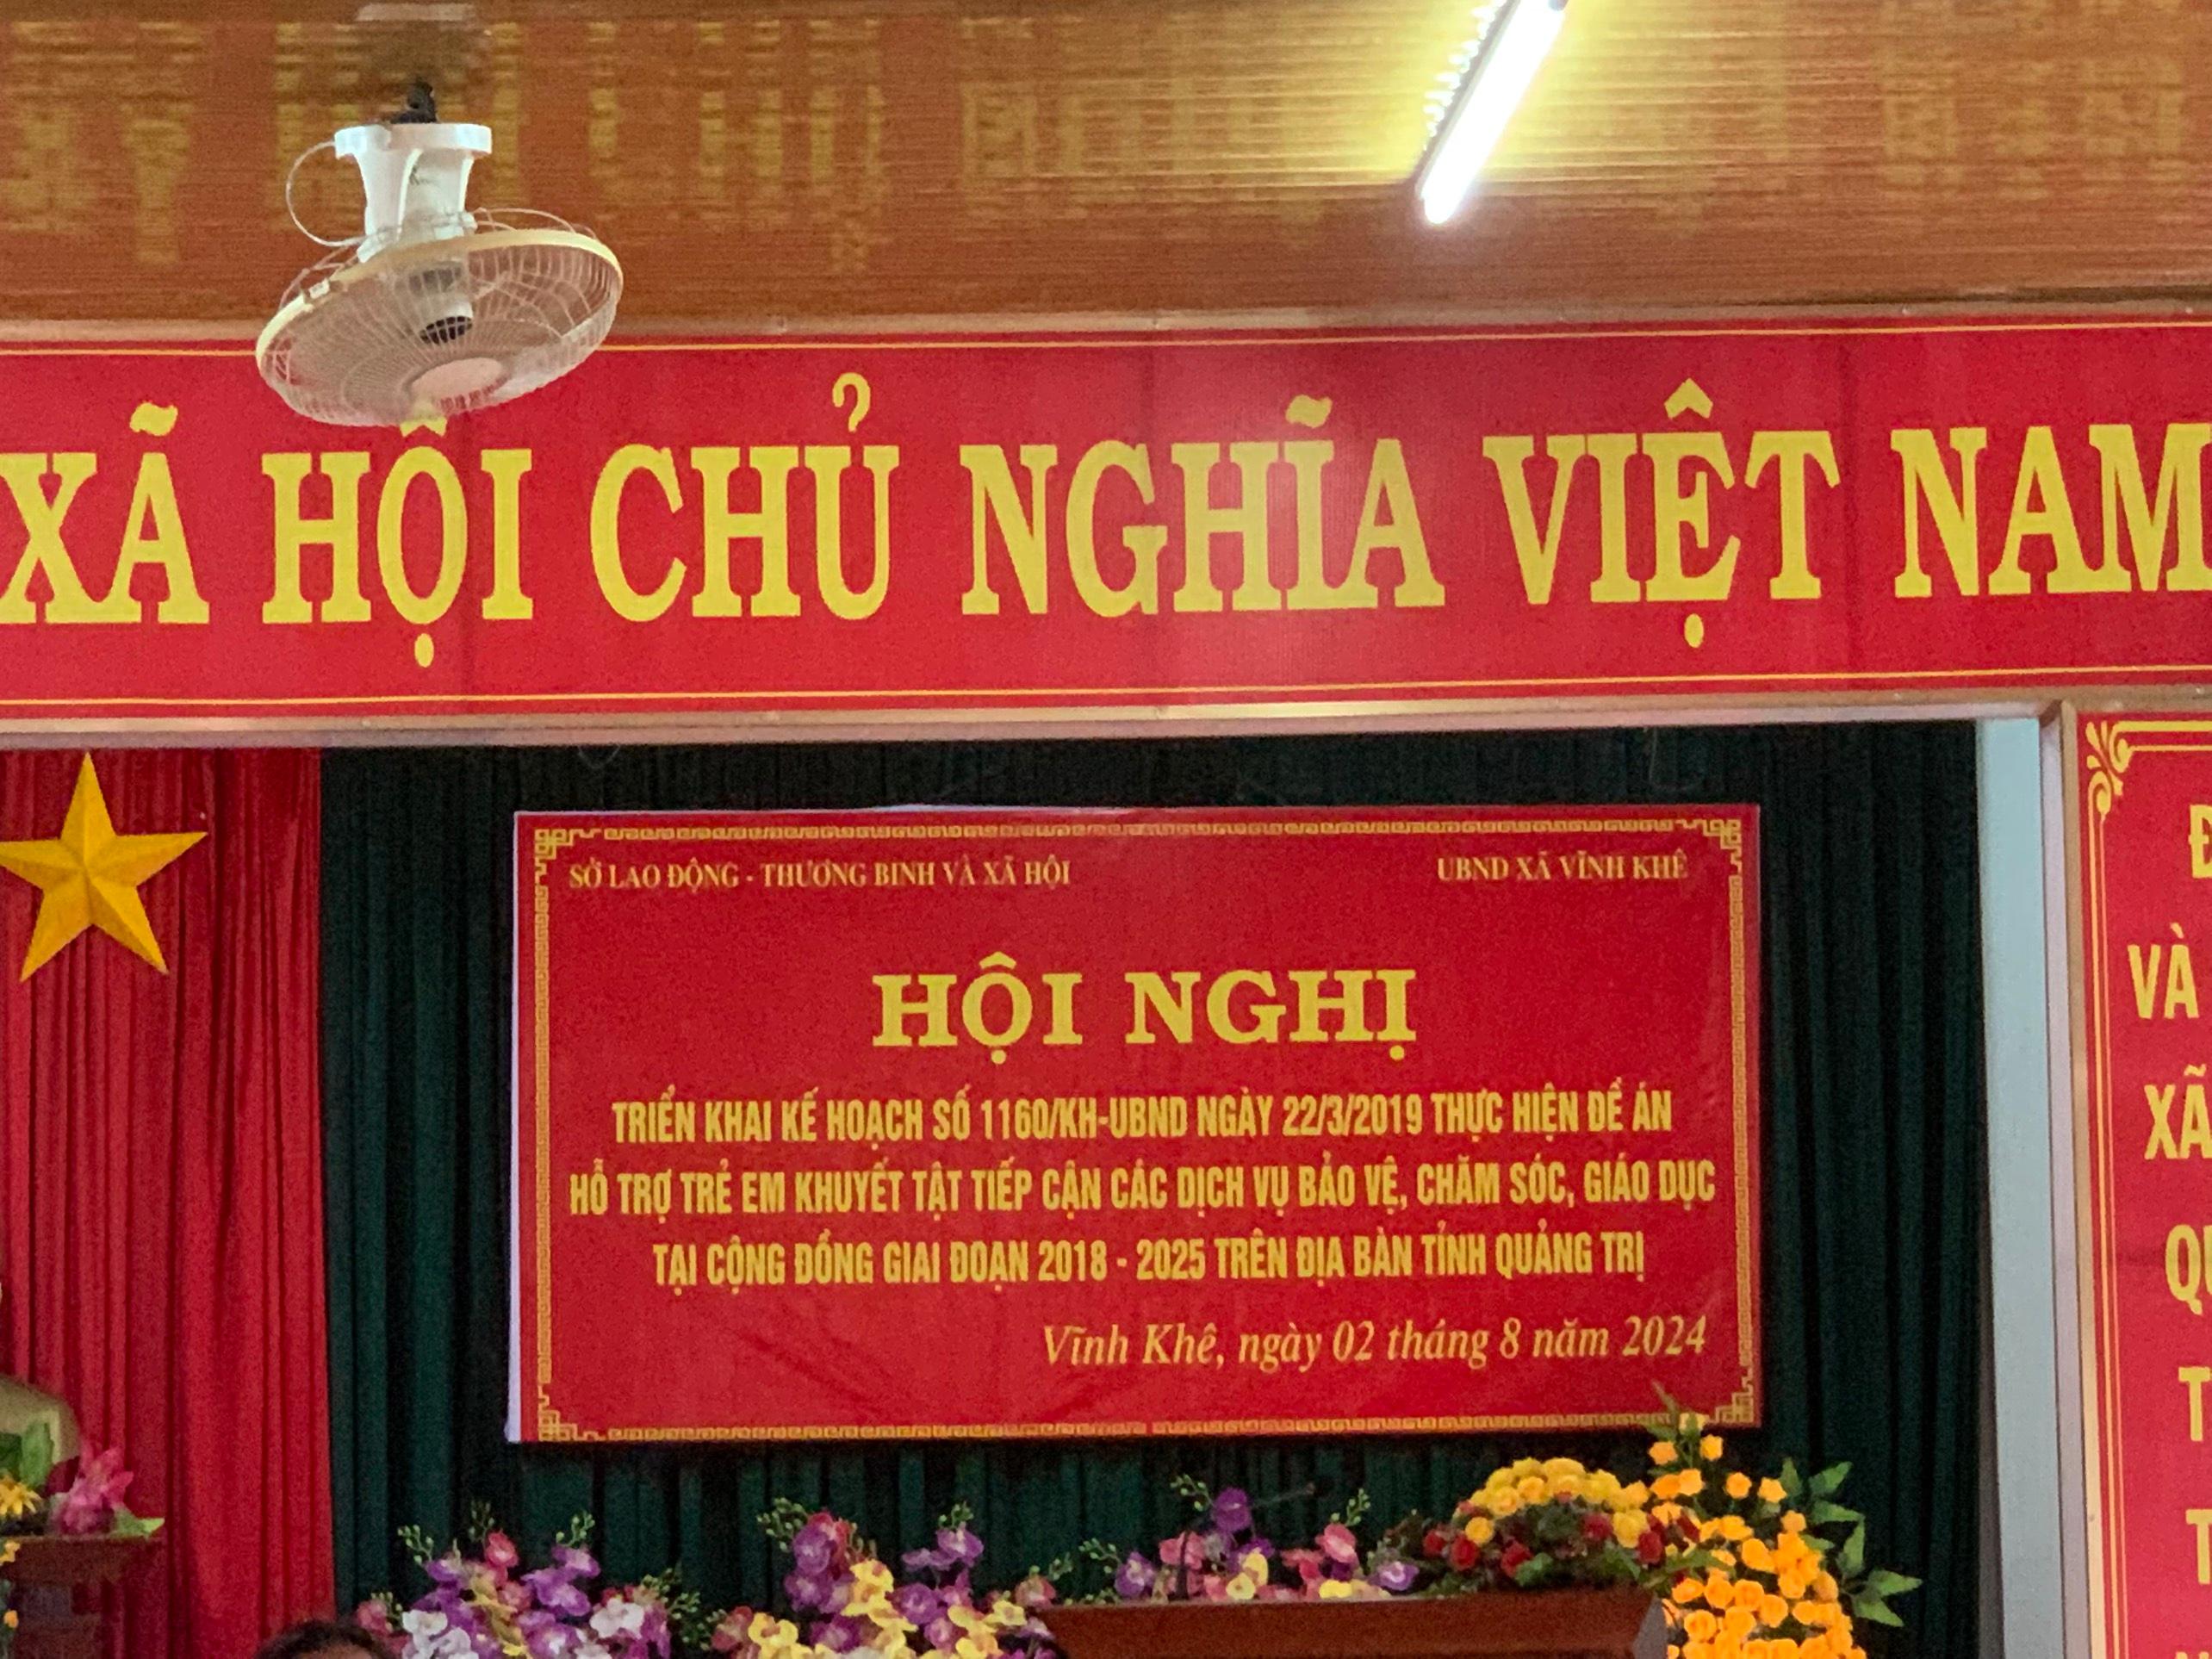 XÃ HỘI CHỦ NGHĨA VIỆT NAM
SỞ LAO ĐỘNG - THƯƠNG BINH VÀ XÃ HỘI
UBND XÃ VĨNH KHÊ
HỘI NGHỊ
TRIỂN KHAI KẾ HOẠCH SỐ 1160/KH-UBND NGÀY 22/3/2019 THỰC HIỆN ĐỀ ÁN
HỖ TRỢ TRẺ EM KHUYẾT TẬT TIẾP CẬN CÁC DỊCH VỤ BẢO VỆ, CHĂM SÓC, GIÁO DỤC
TẠI CỘNG ĐỒNG GIAI ĐOẠN 2018 - 2025 TRÊN ĐỊA BÀN TỈNH QUẢNG TRỊ
Vĩnh Khê, ngày 02 tháng 8 năm 2024
VÀ
XÃ